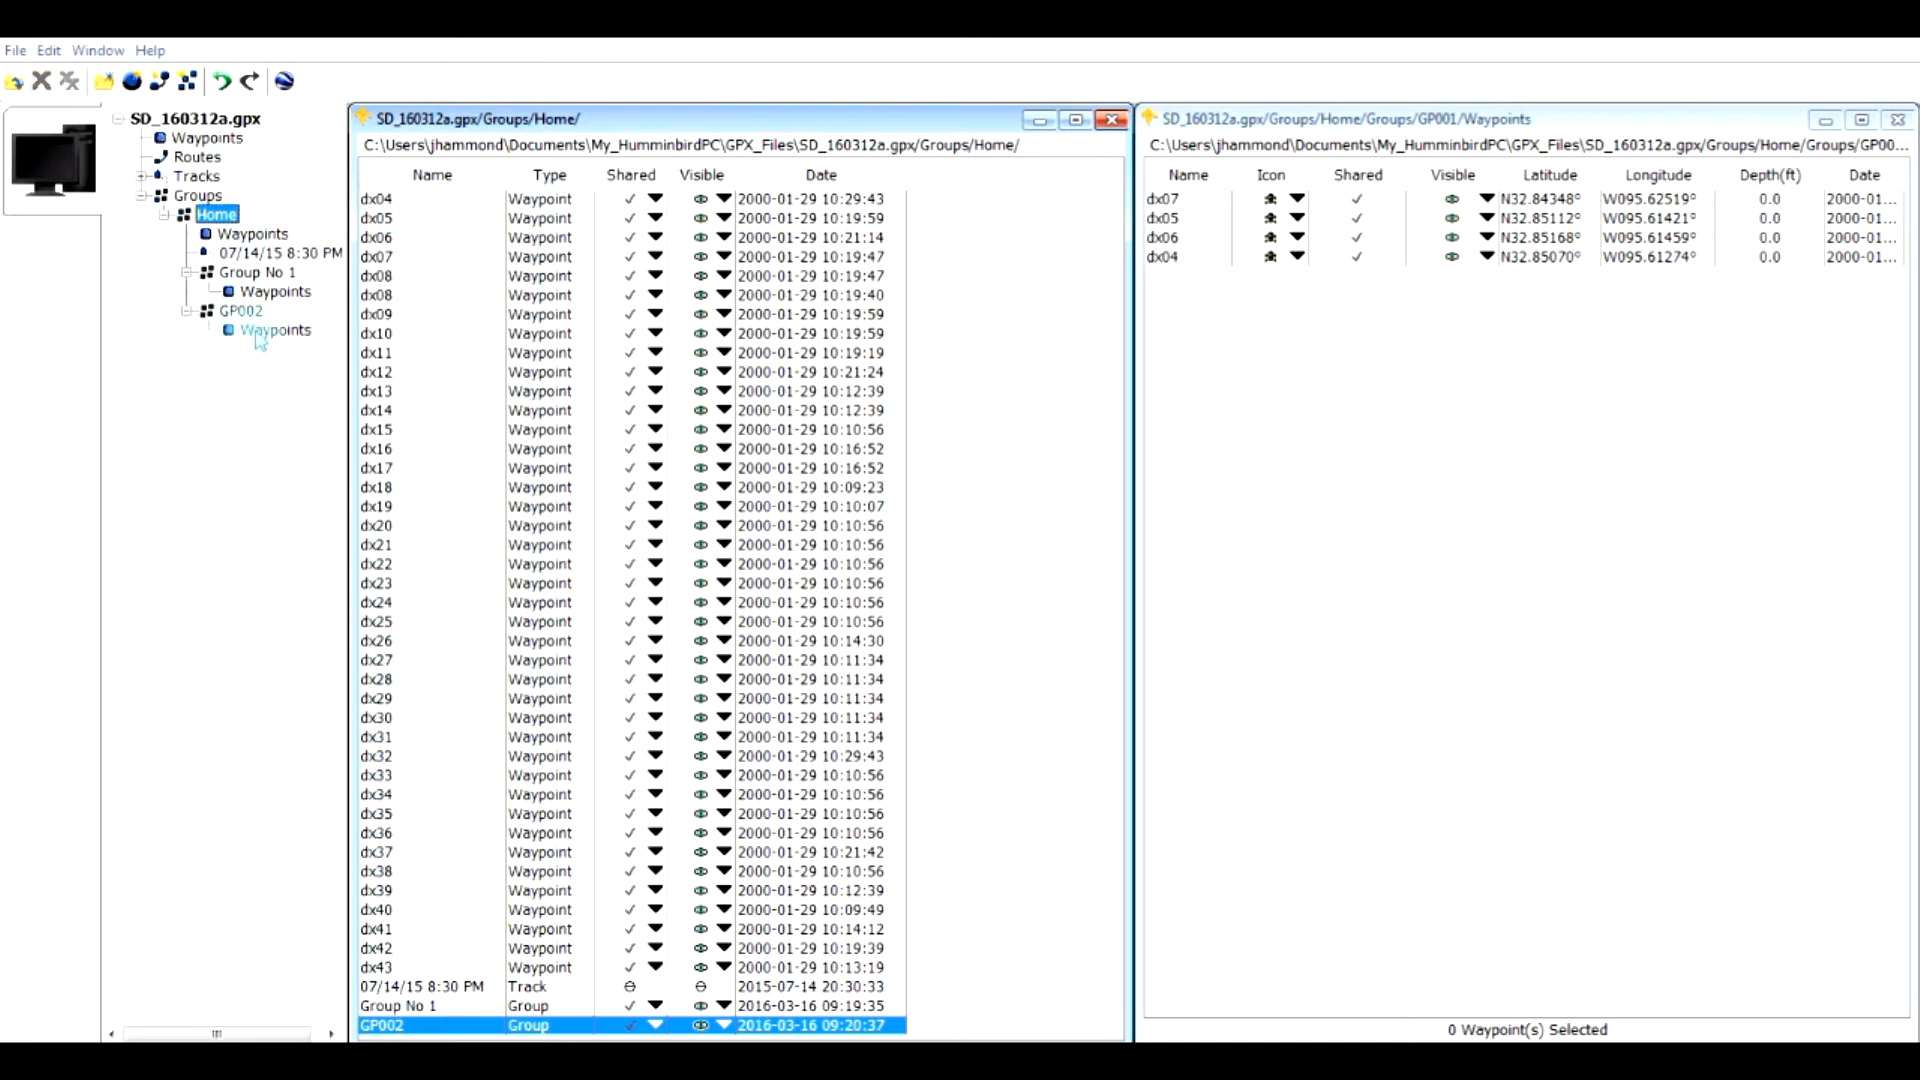 File Edit Window Help
SD_160312a.gpx
Waypoints
Routes
Tracks
Groups
Home
Waypoints
07/14/15 8:30 PM
Group No 1
Waypoints
GP002
Waypoints
SD_160312a.gpx/Groups/Home/
C:\Users\jhammond\Documents\My_HumminbirdPC\GPX_Files\SD_160312a.gpx/Groups/Home/
Name Type Shared Visible Date
dx04 Waypoint 2000-01-29 10:29:43
dx05 Waypoint 2000-01-29 10:19:59
dx06 Waypoint 2000-01-29 10:21:14
dx07 Waypoint 2000-01-29 10:19:47
dx08 Waypoint 2000-01-29 10:19:47
dx08 Waypoint 2000-01-29 10:19:40
dx09 Waypoint 2000-01-29 10:19:59
dx10 Waypoint 2000-01-29 10:19:59
dx11 Waypoint 2000-01-29 10:19:19
dx12 Waypoint 2000-01-29 10:21:24
dx13 Waypoint 2000-01-29 10:12:39
dx14 Waypoint 2000-01-29 10:12:39
dx15 Waypoint 2000-01-29 10:10:56
dx16 Waypoint 2000-01-29 10:16:52
dx17 Waypoint 2000-01-29 10:16:52
dx18 Waypoint 2000-01-29 10:09:23
dx19 Waypoint 2000-01-29 10:10:07
dx20 Waypoint 2000-01-29 10:10:56
dx21 Waypoint 2000-01-29 10:10:56
dx22 Waypoint 2000-01-29 10:10:56
dx23 Waypoint 2000-01-29 10:10:56
dx24 Waypoint 2000-01-29 10:10:56
dx25 Waypoint 2000-01-29 10:10:56
dx26 Waypoint 2000-01-29 10:14:30
dx27 Waypoint 2000-01-29 10:11:34
dx28 Waypoint 2000-01-29 10:11:34
dx29 Waypoint 2000-01-29 10:11:34
dx30 Waypoint 2000-01-29 10:11:34
dx31 Waypoint 2000-01-29 10:11:34
dx32 Waypoint 2000-01-29 10:29:43
dx33 Waypoint 2000-01-29 10:10:56
dx34 Waypoint 2000-01-29 10:10:56
dx35 Waypoint 2000-01-29 10:10:56
dx36 Waypoint 2000-01-29 10:10:56
dx37 Waypoint 2000-01-29 10:21:42
dx38 Waypoint 2000-01-29 10:10:56
dx39 Waypoint 2000-01-29 10:12:39
dx40 Waypoint 2000-01-29 10:09:49
dx41 Waypoint 2000-01-29 10:14:12
dx42 Waypoint 2000-01-29 10:19:39
dx43 Waypoint 2000-01-29 10:13:19
07/14/15 8:30 PM Track 2015-07-14 20:30:33
Group No 1 Group 2016-03-16 09:19:35
GP002 Group 2016-03-16 09:20:37
SD_160312a.gpx/Groups/Home/Groups/GP001/Waypoints
C:\Users\jhammond\Documents\My_HumminbirdPC\GPX_Files\SD_160312a.gpx/Groups/Home/Groups/GP00...
Name Icon Shared Visible Latitude Longitude Depth(ft) Date
dx07 N32.84348° W095.62519° 0.0 2000-01...
dx05 N32.85112° W095.61421° 0.0 2000-01...
dx06 N32.85168° W095.61459° 0.0 2000-01...
dx04 N32.85070° W095.61274° 0.0 2000-01...
0 Waypoint(s) Selected